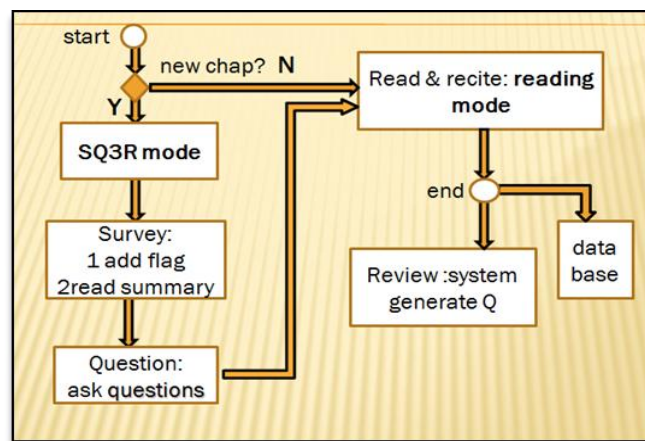 start
new chap? N
Y
SQ3R mode
Survey:
1 add flag
2read summary
Question:
ask questions
Read & recite: reading
mode
end
Review :system
generate Q
data
base